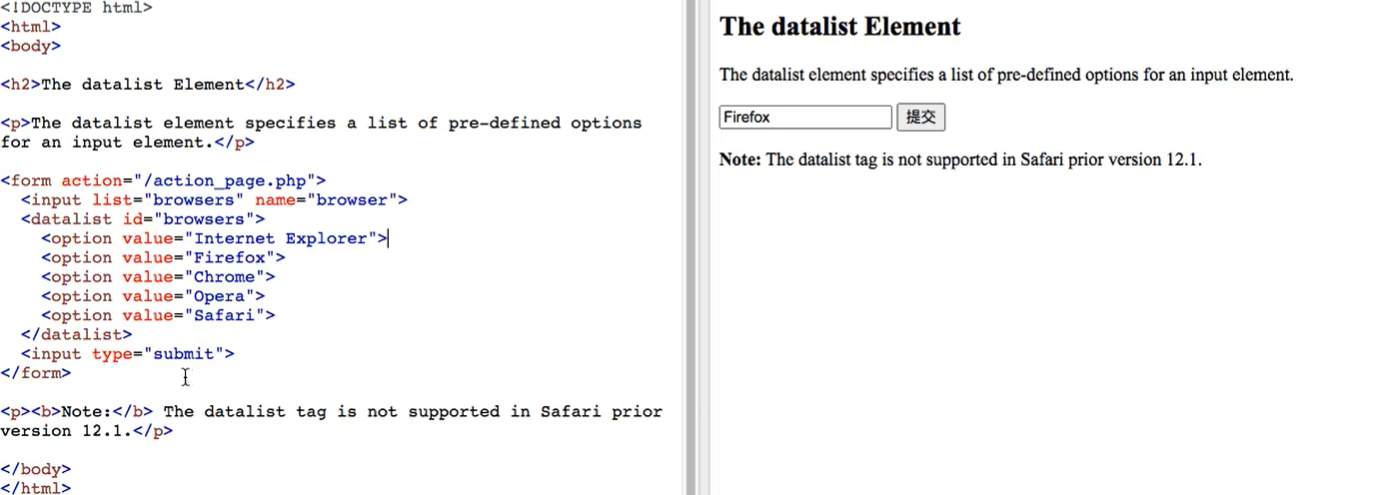 <!DOCTYPE html>
<html>
<body>
<h2>The datalist Element</h2>
<p>The datalist element specifies a list of pre-defined options
for an input element.</p>
<form action="/action_page.php">
<input list="browsers" name="browser">
<datalist id="browsers">
<option value="Internet Explorer">
<option value="Firefox">
<option value="Chrome">
<option value="Opera">
<option value="Safari">
</datalist>
<input type="submit">
</form>
<p><b>Note:</b> The datalist tag is not supported in Safari prior
version 12.1.</p>
</body>
</html>
The datalist Element
The datalist element specifies a list of pre-defined options for an input element.
Firefox 提交
Note: The datalist tag is not supported in Safari prior version 12.1.